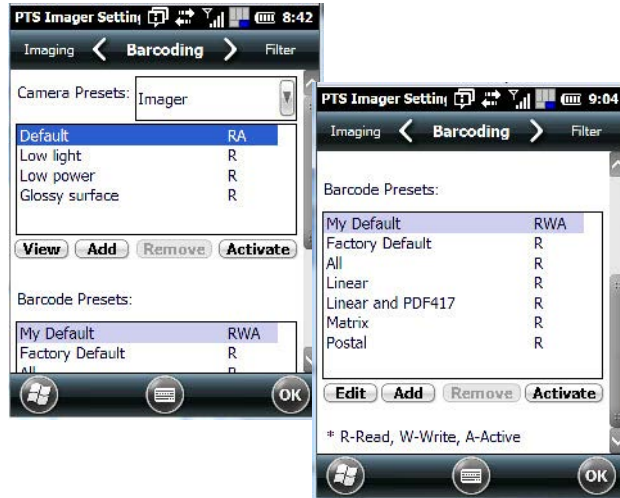 PTS Imager Settin 8:42
Imaging Barcoding Filter
Camera Presets: Imager
Default RA
Low light R
Low power R
Glossy surface R
View Add Remove Activate
Barcode Presets:
My Default RWA
Factory Default R
All R
OK
PTS Imager Settin 9:04
Imaging Barcoding Filter
Barcode Presets:
My Default RWA
Factory Default R
All R
Linear R
Linear and PDF417 R
Matrix R
Postal R
Edit Add Remove Activate
* R-Read, W-Write, A-Active
OK